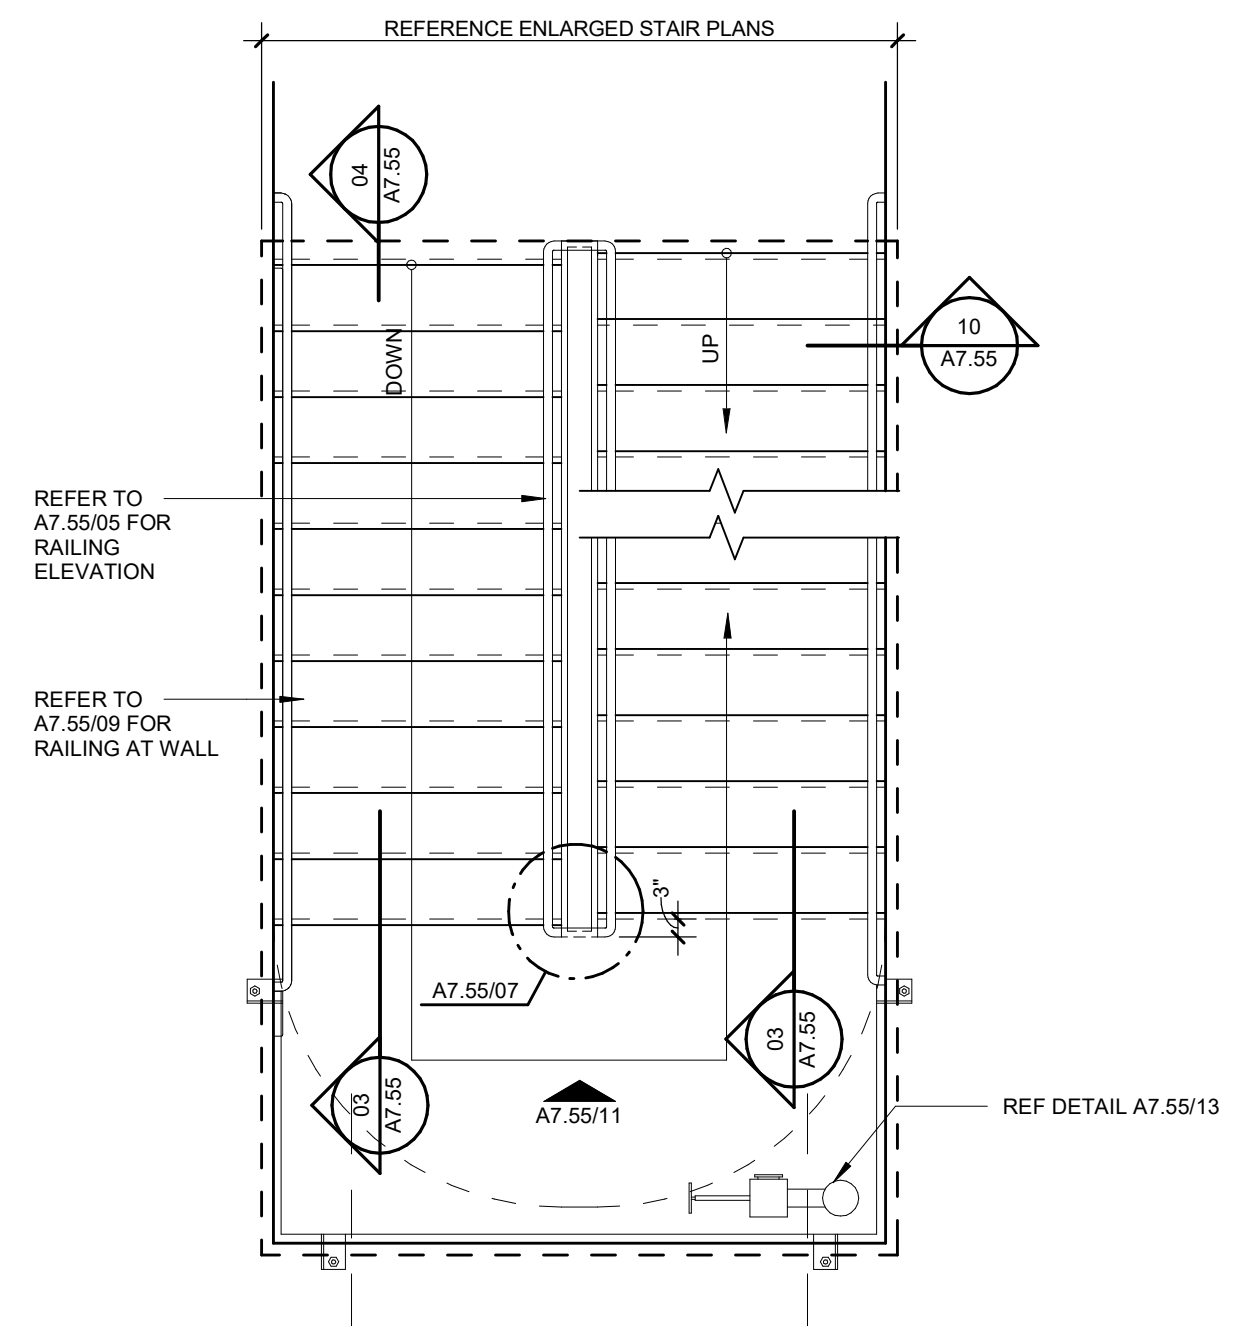 REFERENCE ENLARGED STAIR PLANS
04
A7.55
10
A7.55
DOWN
UP
REFER TO
A7.55/05 FOR
RAILING
ELEVATION
REFER TO
A7.55/09 FOR
RAILING AT WALL
3"
A7.55/07
03
A7.55
03
A7.55
A7.55/11
REF DETAIL A7.55/13